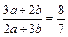 (3a + 2b)/(2a + 3b) = 8/7